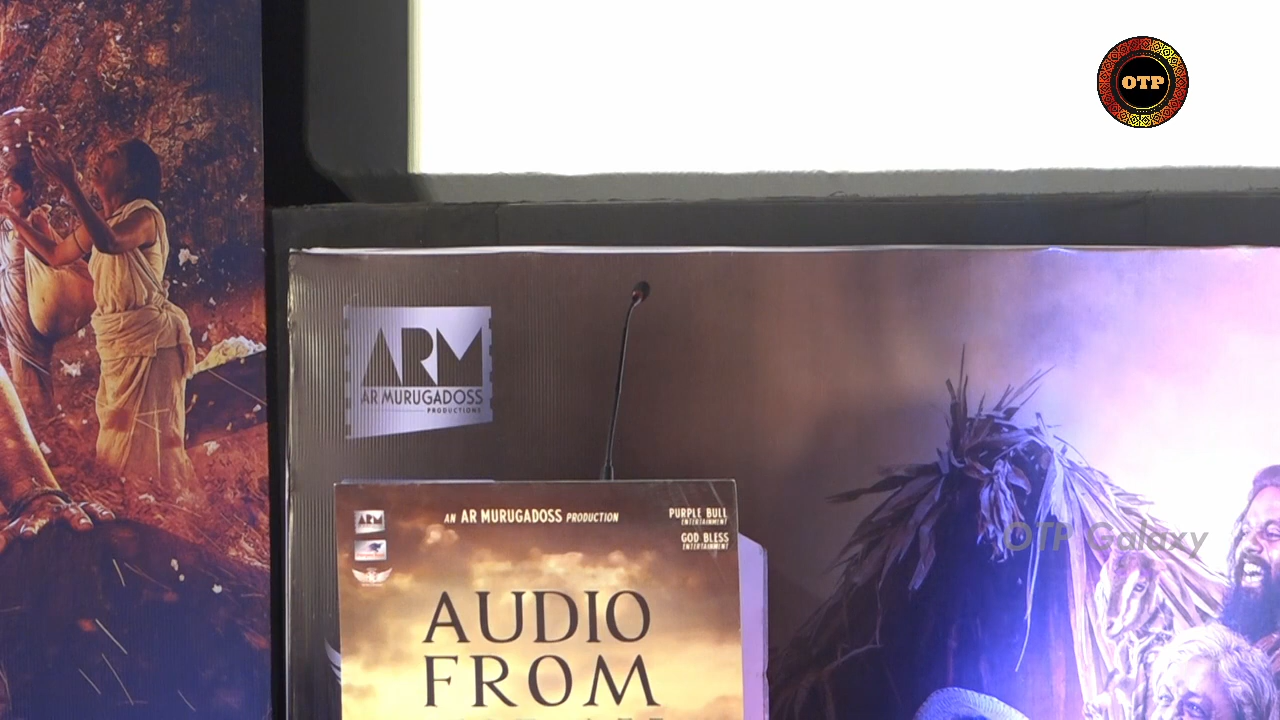 OTP
ARM
AR MURUGADOSS
PRODUCTIONS
AN AR MURUGADOSS PRODUCTION
PURPLE BULL
ENTERTAINMENT
GOD BLESS
ENTERTAINMENT
ARM
AUDIO
FROM
OTP Galaxy